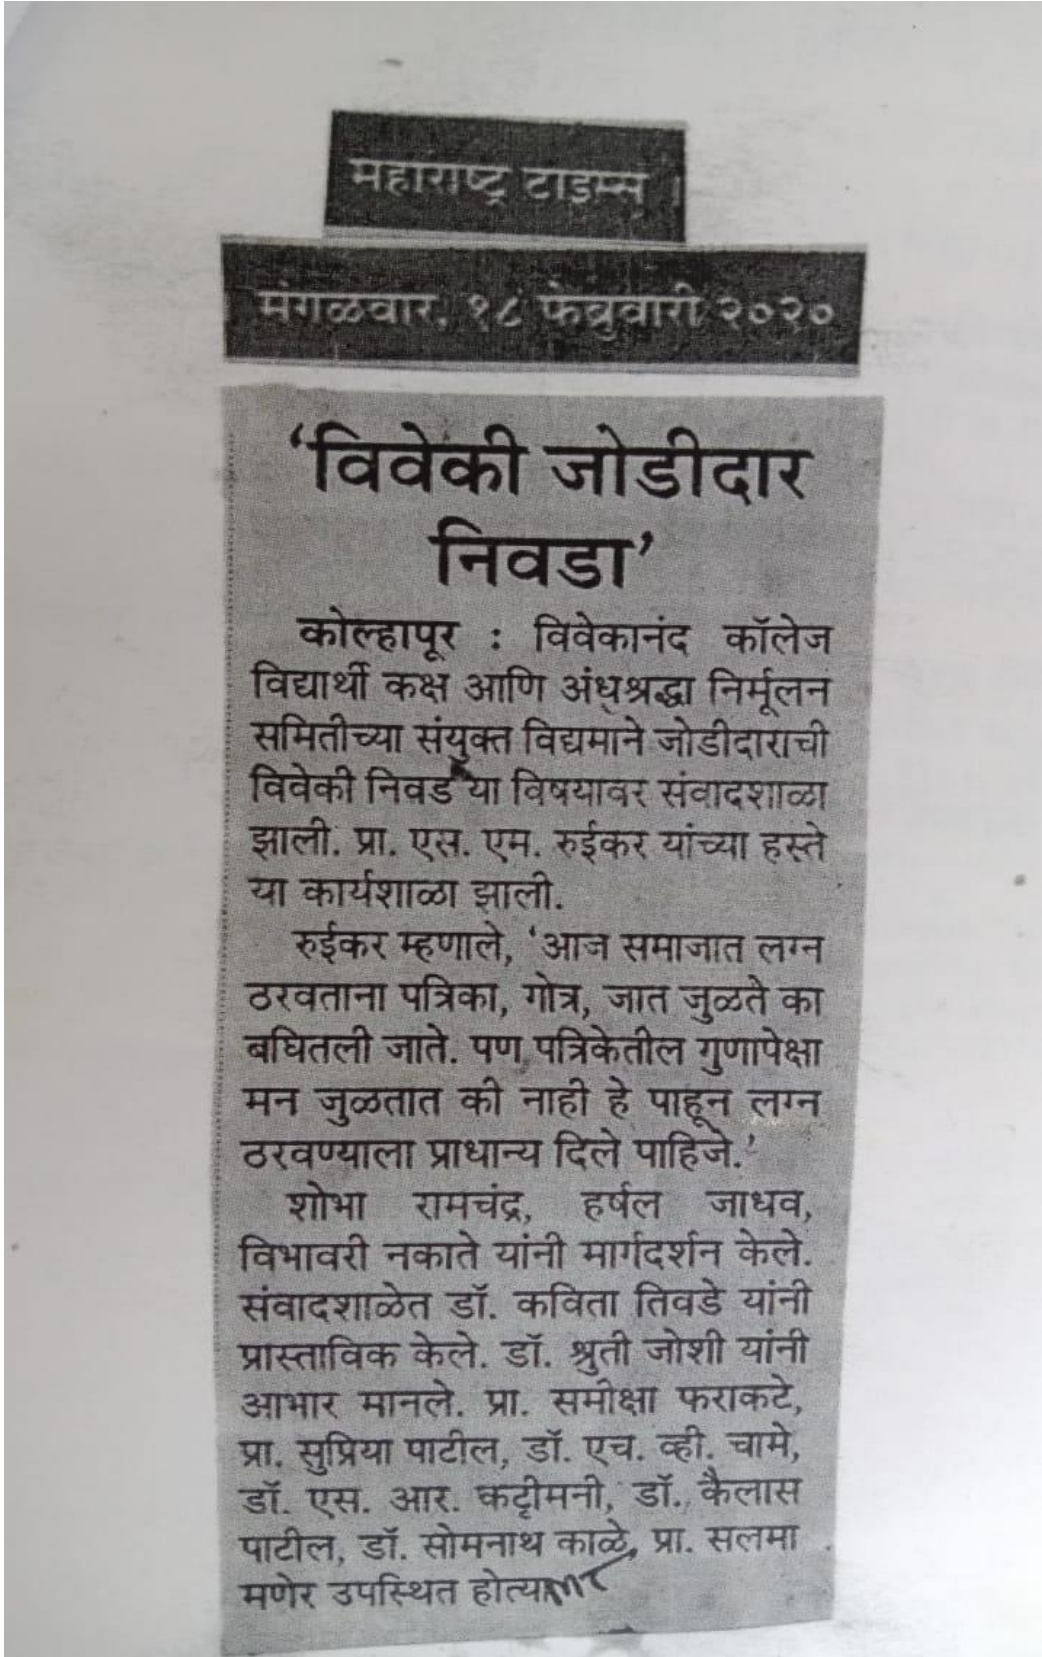 महाराष्ट्र टाइम्स
मंगळवार, १८ फेब्रुवारी २०२०
‘विवेकी जोडीदार
निवडा’
कोल्हापूर : विवेकानंद कॉलेज
विद्यार्थी कक्ष आणि अंधश्रद्धा निर्मूलन
समितीच्या संयुक्त विद्यमाने जोडीदाराची
विवेकी निवड या विषयावर संवादशाळा
झाली. प्रा. एस. एम. रुईकर यांच्या हस्ते
या कार्यशाळा झाली.
रुईकर म्हणाले, ‘आज समाजात लग्न
ठरवताना पत्रिका, गोत्र, जात जुळते का
बघितली जाते. पण पत्रिकेतील गुणापेक्षा
मन जुळतात की नाही हे पाहून लग्न
ठरवण्याला प्राधान्य दिले पाहिजे.’
शोभा रामचंद्र, हर्षल जाधव,
विभावरी नकाते यांनी मार्गदर्शन केले.
संवादशाळेत डॉ. कविता तिवडे यांनी
प्रास्ताविक केले. डॉ. श्रुती जोशी यांनी
आभार मानले. प्रा. समीक्षा फराकटे,
प्रा. सुप्रिया पाटील, डॉ. एच. व्ही. चामे,
डॉ. एस. आर. कट्टीमनी, डॉ. कैलास
पाटील, डॉ. सोमनाथ काळे, प्रा. सलमा
मणेर उपस्थित होत्या